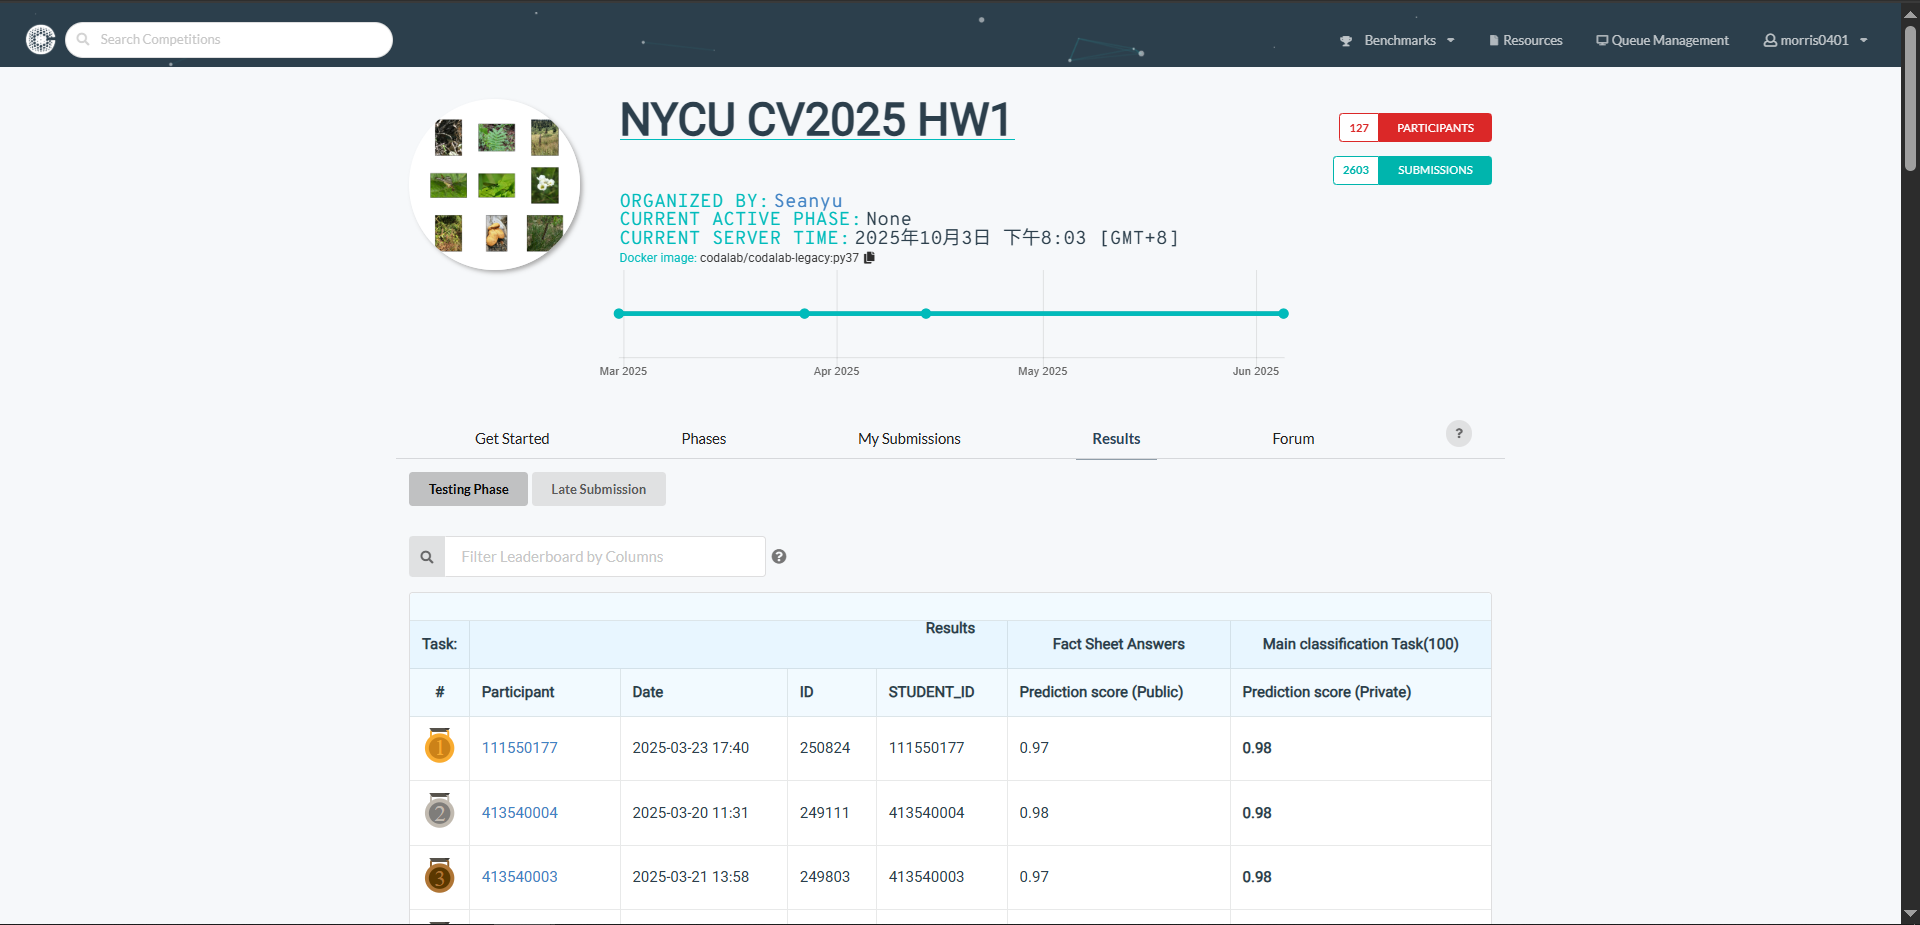 Search Competitions
Benchmarks
Resources
Queue Management
morris0401
NYCU CV2025 HW1
127 PARTICIPANTS
2603 SUBMISSIONS
ORGANIZED BY: Seanyu
CURRENT ACTIVE PHASE: None
CURRENT SERVER TIME: 2025年10月3日 下午8:03 [GMT+8]
Docker image: codalab/codalab-legacy:py37
Mar 2025 Apr 2025 May 2025 Jun 2025
Get Started Phases My Submissions Results Forum ?
Testing Phase Late Submission
Filter Leaderboard by Columns ?
Results
Task: Fact Sheet Answers Main classification Task(100)
# Participant Date ID STUDENT_ID Prediction score (Public) Prediction score (Private)
1 111550177 2025-03-23 17:40 250824 111550177 0.97 0.98
2 413540004 2025-03-20 11:31 249111 413540004 0.98 0.98
3 413540003 2025-03-21 13:58 249803 413540003 0.97 0.98